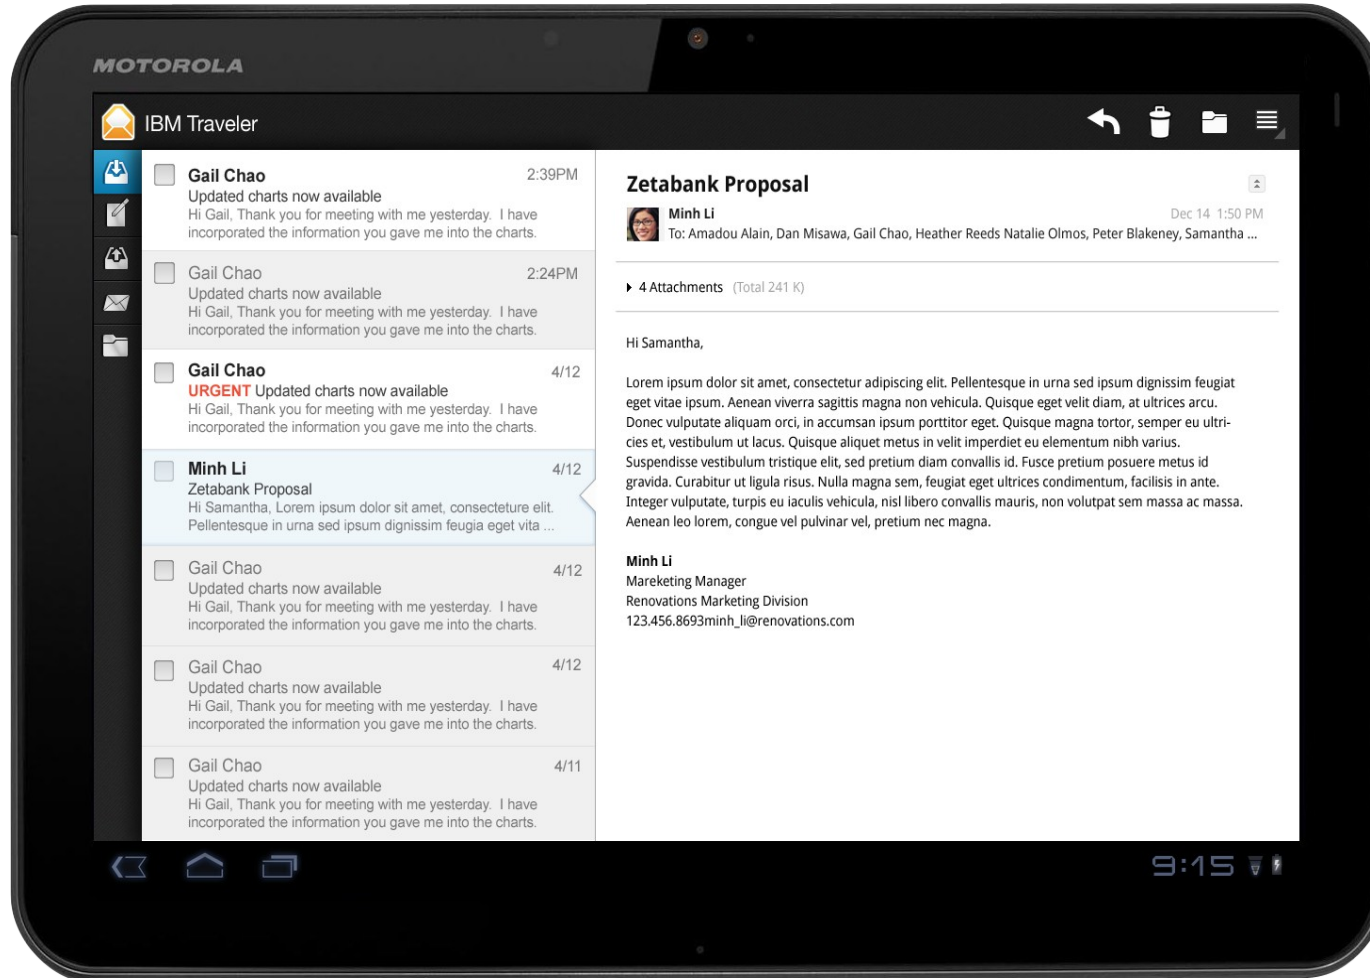 MOTOROLA
IBM Traveler
Gail Chao 2:39PM
Updated charts now available
Hi Gail, Thank you for meeting with me yesterday. I have
incorporated the information you gave me into the charts.
Gail Chao 2:24PM
Updated charts now available
Hi Gail, Thank you for meeting with me yesterday. I have
incorporated the information you gave me into the charts.
Gail Chao 4/12
URGENT Updated charts now available
Hi Gail, Thank you for meeting with me yesterday. I have
incorporated the information you gave me into the charts.
Minh Li 4/12
Zetabank Proposal
Hi Samantha, Lorem ipsum dolor sit amet, consecteture elit.
Pellentesque in urna sed ipsum dignissim feugia eget vita ...
Gail Chao 4/12
Updated charts now available
Hi Gail, Thank you for meeting with me yesterday. I have
incorporated the information you gave me into the charts.
Gail Chao 4/12
Updated charts now available
Hi Gail, Thank you for meeting with me yesterday. I have
incorporated the information you gave me into the charts.
Gail Chao 4/11
Updated charts now available
Hi Gail, Thank you for meeting with me yesterday. I have
incorporated the information you gave me into the charts.
Zetabank Proposal
Minh Li Dec 14 1:50 PM
To: Amadou Alain, Dan Misawa, Gail Chao, Heather Reeds Natalie Olmos, Peter Blakeney, Samantha ...
4 Attachments (Total 241 K)
Hi Samantha,
Lorem ipsum dolor sit amet, consectetur adipiscing elit. Pellentesque in urna sed ipsum dignissim feugiat
eget vitae ipsum. Aenean viverra sagittis magna non vehicula. Quisque eget velit diam, at ultrices arcu.
Donec vulputate aliquam orci, in accumsan ipsum porttitor eget. Quisque magna tortor, semper eu ultri-
cies et, vestibulum ut lacus. Quisque aliquet metus in velit imperdiet eu elementum nibh varius.
Suspendisse vestibulum tristique elit, sed pretium diam convallis id. Fusce pretium posuere metus id
gravida. Curabitur ut ligula risus. Nulla magna sem, feugiat eget ultrices condimentum, facilisis in ante.
Integer vulputate, turpis eu iaculis vehicula, nisl libero convallis mauris, non volutpat sem massa ac massa.
Aenean leo lorem, congue vel pulvinar vel, pretium nec magna.
Minh Li
Mareketing Manager
Renovations Marketing Division
123.456.8693minh_li@renovations.com
9:15